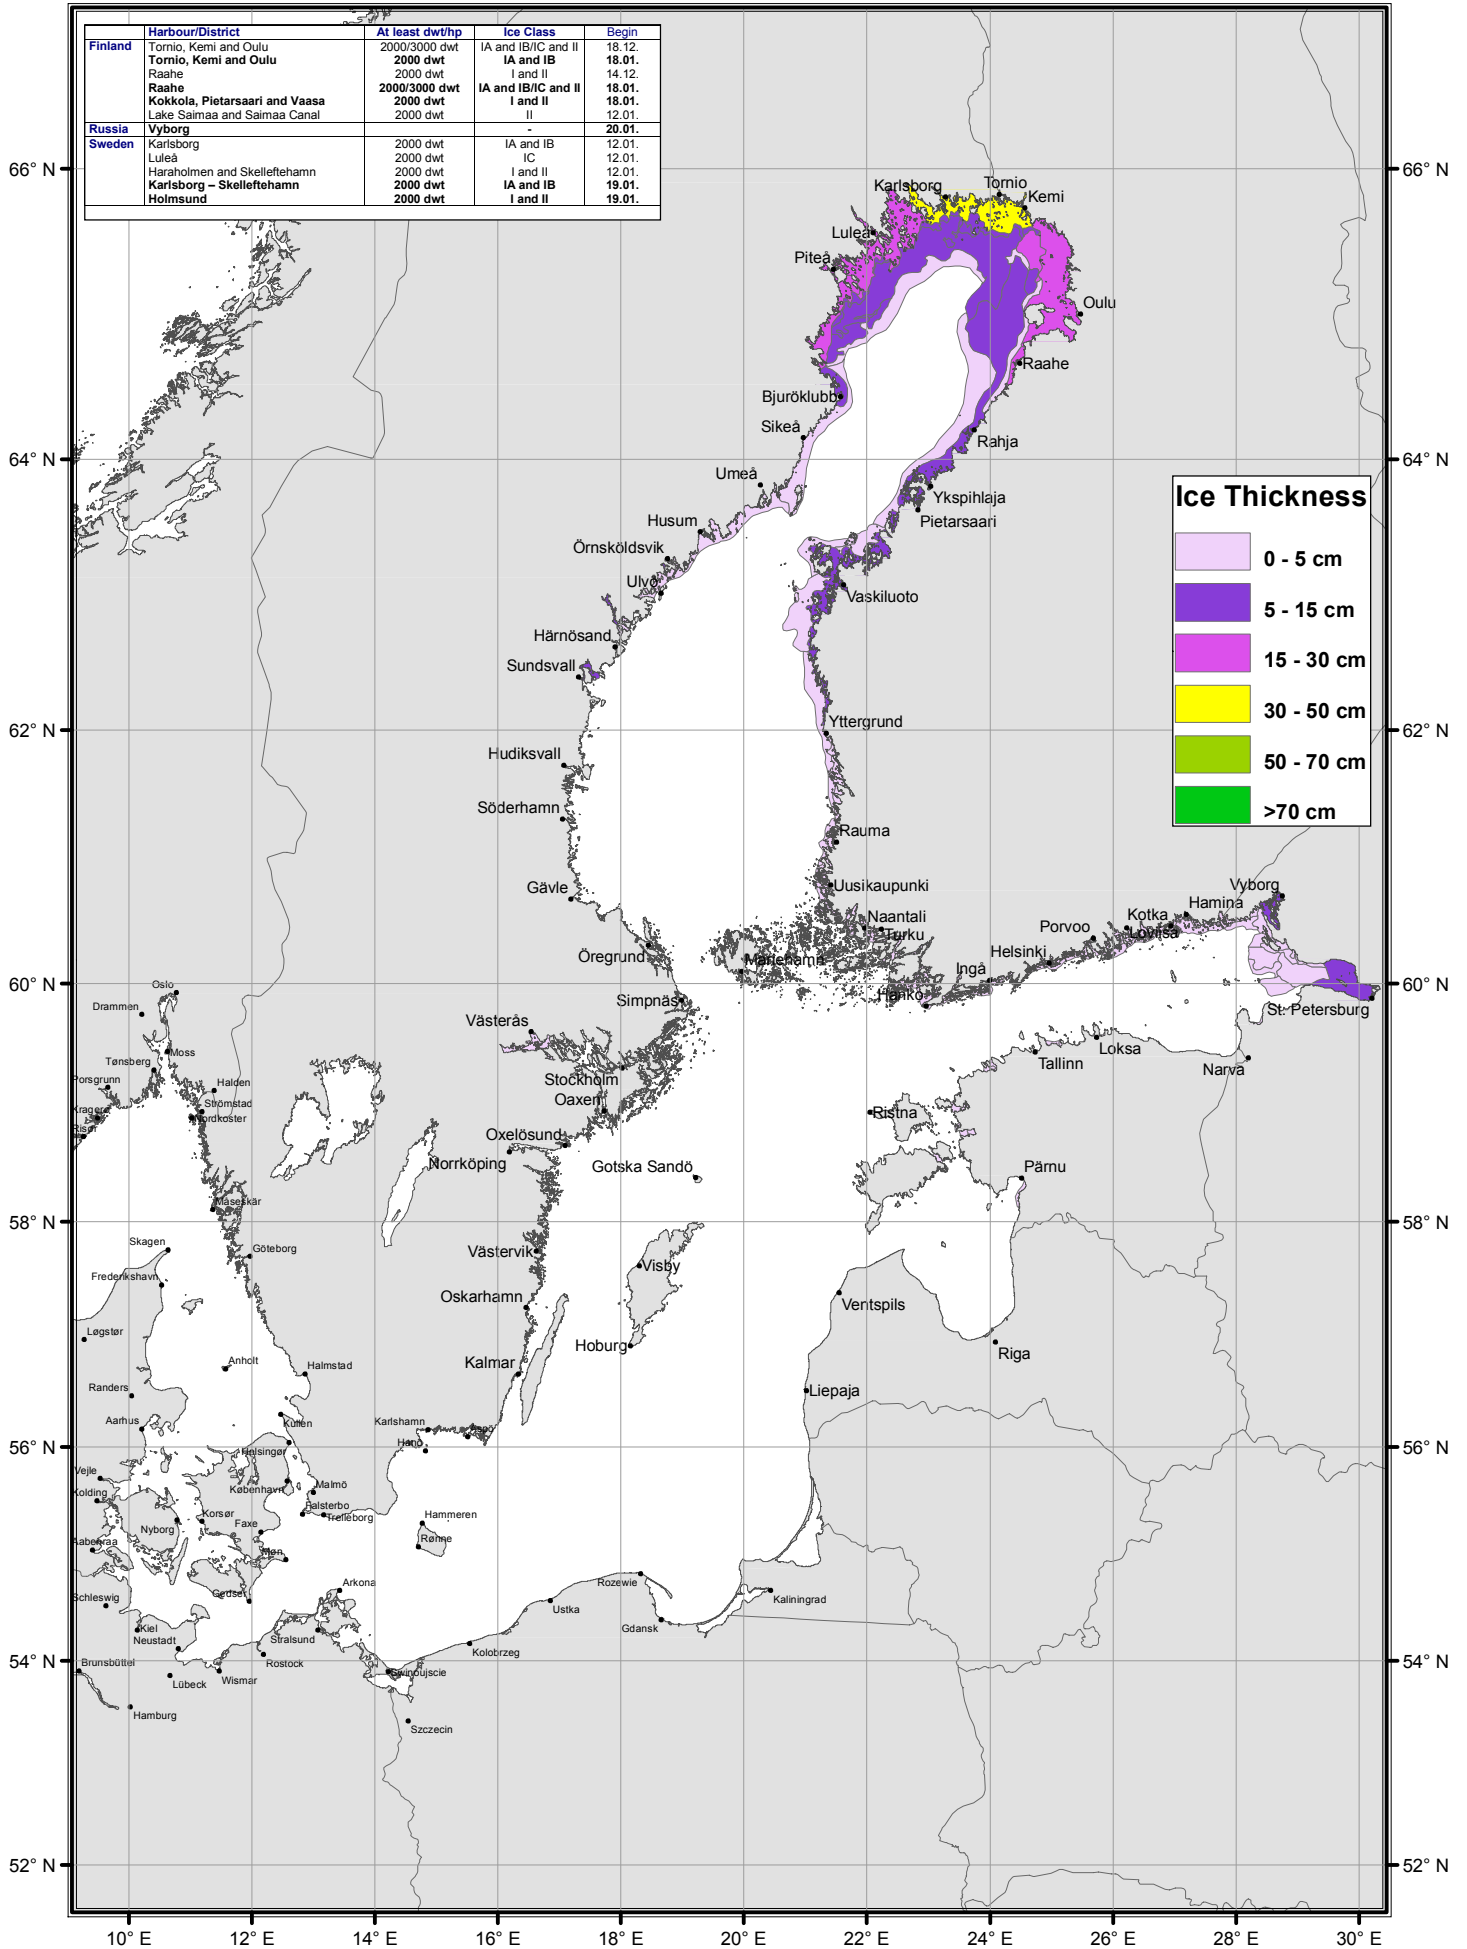 Harbour/District At least dwt/hp Ice Class Begin
Finland Tornio, Kemi and Oulu 2000/3000 dwt IA and IB/IC and II 18.12.
Tornio, Kemi and Oulu 2000 dwt IA and IB 18.01.
Raahe 2000 dwt I and II 14.12.
Raahe 2000/3000 dwt IA and IB/IC and II 18.01.
Kokkola, Pietarsaari and Vaasa 2000 dwt I and II 18.01.
Lake Saimaa and Saimaa Canal 2000 dwt II 12.01.
Russia Vyborg - 20.01.
Sweden Karlsborg 2000 dwt IA and IB 12.01.
Luleå 2000 dwt IC 12.01.
Haraholmen and Skelleftehamn 2000 dwt I and II 12.01.
Karlsborg – Skelleftehamn 2000 dwt IA and IB 19.01.
Holmsund 2000 dwt I and II 19.01.
66° N 66° N
Karlsborg Tornio
Kemi
Luleå
Piteå
Oulu
Raahe
Bjuröklubb
Sikeå
Rahja
64° N 64° N
Umeå
Ykspihlaja
Pietarsaari
Husum
Örnsköldsvik
Ulvö
Vaskiluoto
Härnösand
Sundsvall
Yttergrund
62° N 62° N
Hudiksvall
Söderhamn
Rauma
Gävle
Uusikaupunki
Vyborg
Hamina
Naantali
Kotka
Porvoo
Lovisa
Turku
Öregrund
Mariehamn
Helsinki
Inga
Hanko
60° N 60° N
Oslo
Simpnäs
St. Petersburg
Drammen
Västerås
Moss
Tønsberg
Loksa
Tallinn
Narva
Porsgrunn
Halden
Stockholm
Oaxen
Strömstad
Nordkoster
Kragerø
Risør
Ristna
Oxelösund
Norrköping
Gotska Sandö
Pärnu
Måseskär
58° N 58° N
Skagen
Göteborg
Västervik
Visby
Frederikshavn
Oskarhamn
Ventspils
Løgstør
Hoburg
Riga
Anholt
Halmstad
Kalmar
Randers
Liepaja
Aarhus
Kullen
Karlshamn
Hanö
56° N 56° N
Helsingør
Vejle
København
Malmö
Kolding
Falsterbo
Trelleborg
Korsør
Faxe
Nyborg
Hammeren
Rønne
Aabenraa
Møn
Schleswig
Gedser
Arkona
Rozewie
Ustka
Kaliningrad
Gdansk
Kiel
Neustadt
Stralsund
Kolobrzeg
54° N 54° N
Brunsbüttel
Rostock
Swinoujscie
Lübeck
Wismar
Hamburg
Szczecin
52° N 52° N
10° E 12° E 14° E 16° E 18° E 20° E 22° E 24° E 26° E 28° E 30° E
Ice Thickness
0 - 5 cm
5 - 15 cm
15 - 30 cm
30 - 50 cm
50 - 70 cm
>70 cm